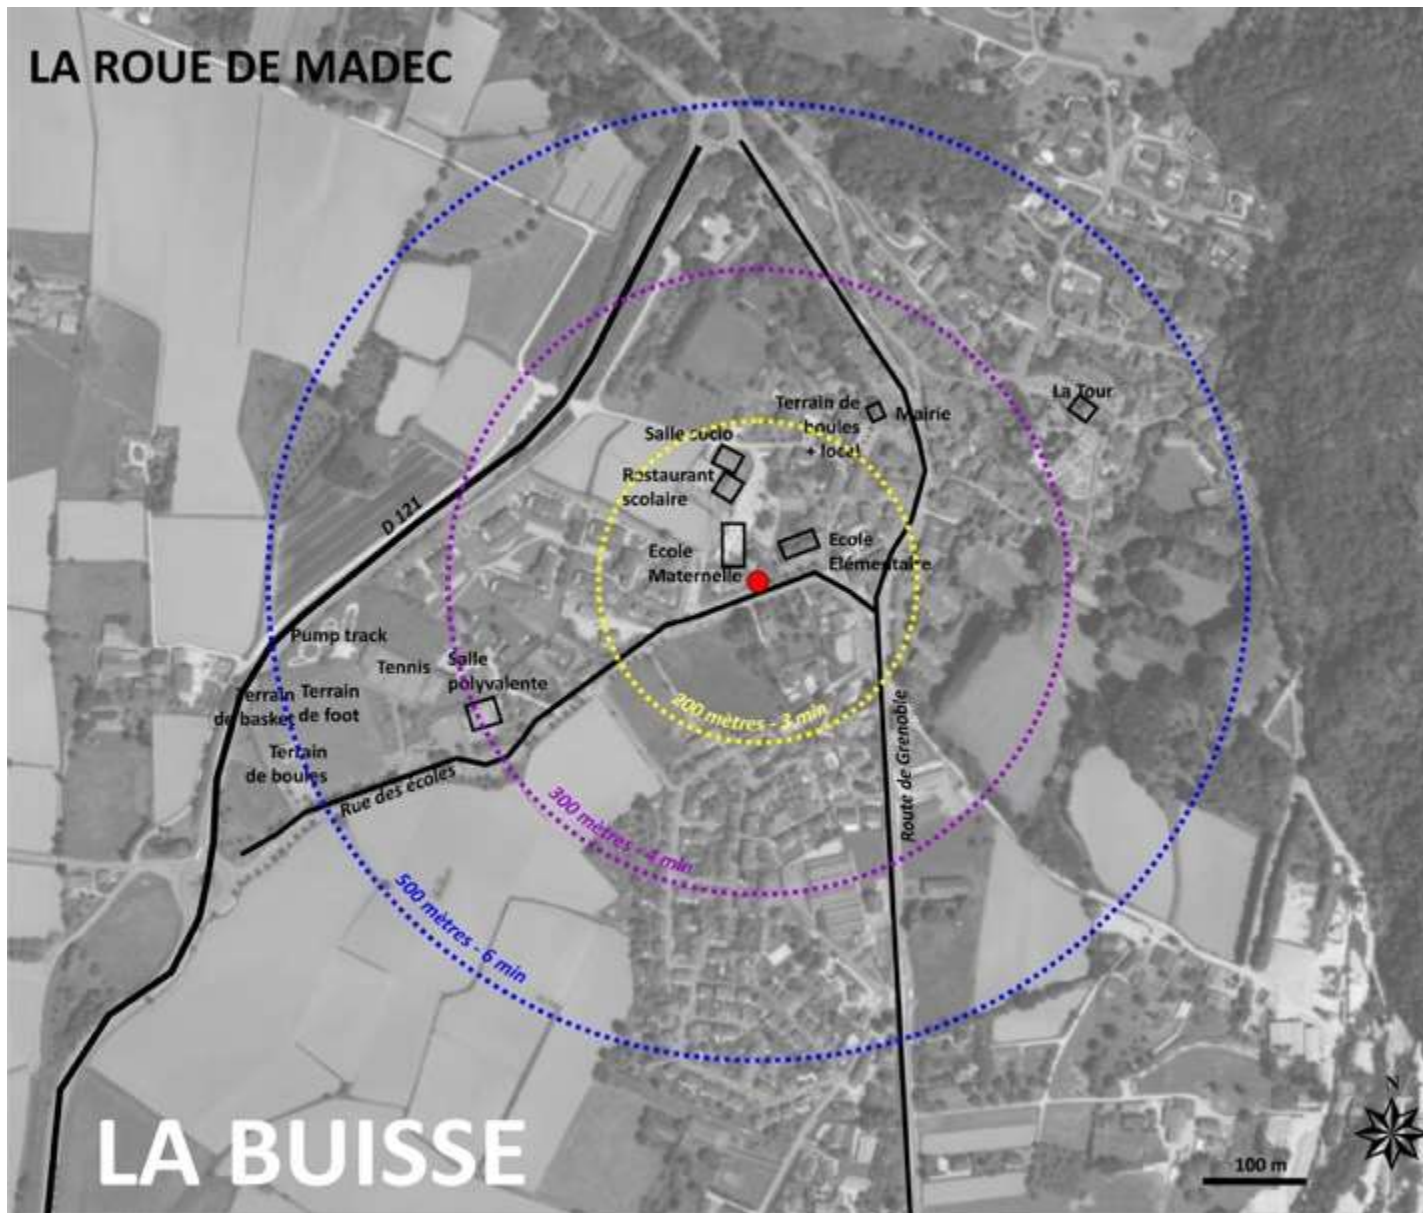 LA ROUE DE MADEC
La Tour
Terrain de
boules
+ local
Mairie
Salle socio
Restaurant
scolaire
Ecole
Maternelle
Ecole
Elémentaire
D 121
Pump track
Tennis
Salle
polyvalente
Terrain
de basket
Terrain
de foot
Terrain
de boules
Rue des écoles
Route de Grenoble
200 mètres - 3 min
300 mètres - 4 min
500 mètres - 6 min
LA BUISSE
N
100 m